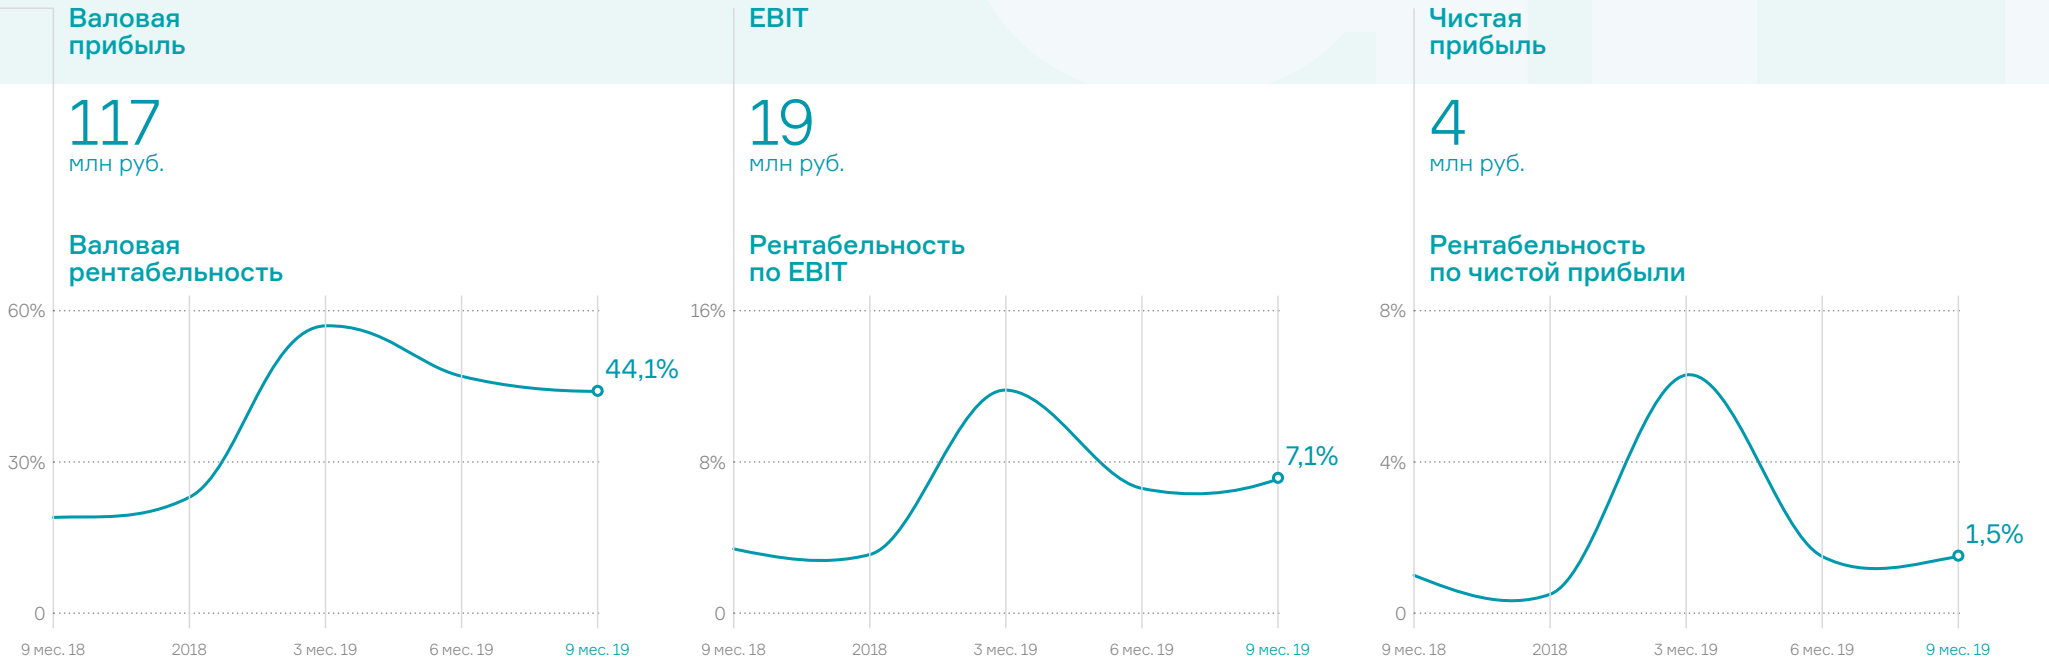 Валовая
прибыль
117
млн руб.
Валовая
рентабельность
60%
30%
0
44,1%
9 мес. 18
2018
3 мес. 19
6 мес. 19
9 мес. 19
EBIT
19
млн руб.
Рентабельность
по EBIT
16%
8%
0
7,1%
9 мес. 18
2018
3 мес. 19
6 мес. 19
9 мес. 19
Чистая
прибыль
4
млн руб.
Рентабельность
по чистой прибыли
8%
4%
0
1,5%
9 мес. 18
2018
3 мес. 19
6 мес. 19
9 мес. 19